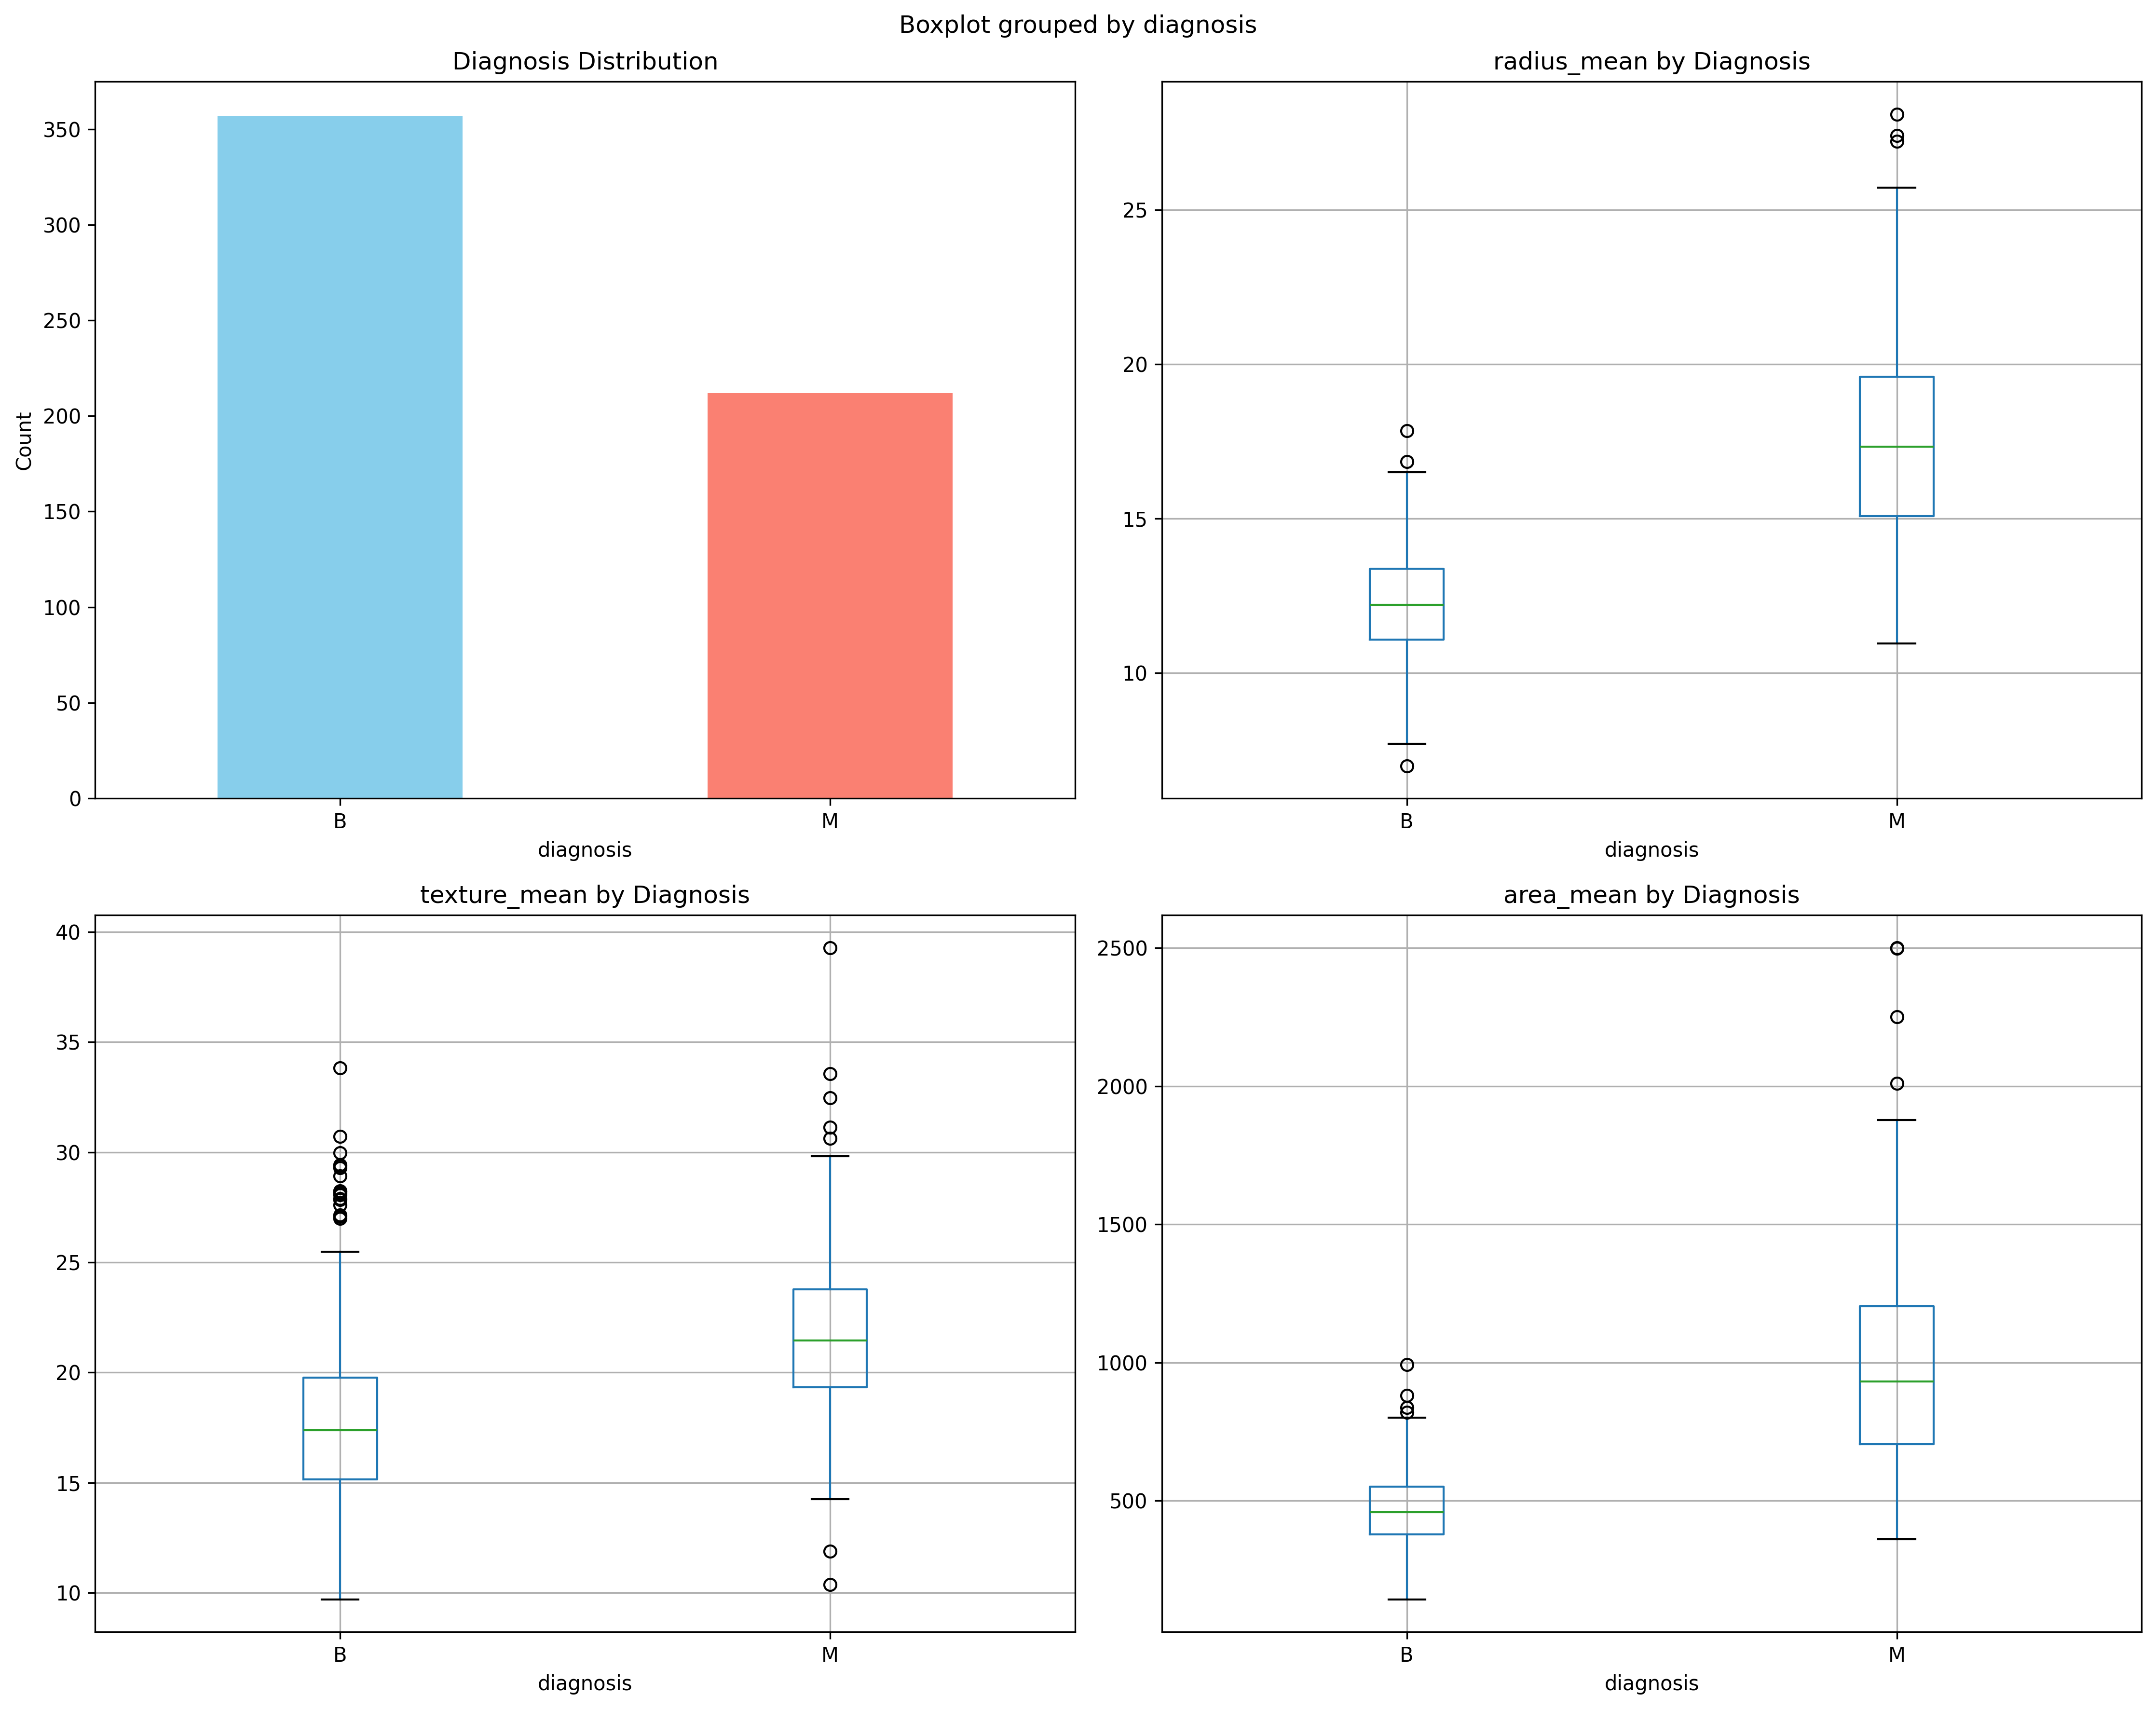 Boxplot grouped by diagnosis
Diagnosis Distribution
350
300
250
200
150
100
50
0
Count
B M
diagnosis
radius_mean by Diagnosis
25
20
15
10
B M
diagnosis
texture_mean by Diagnosis
40
35
30
25
20
15
10
B M
diagnosis
area_mean by Diagnosis
2500
2000
1500
1000
500
B M
diagnosis